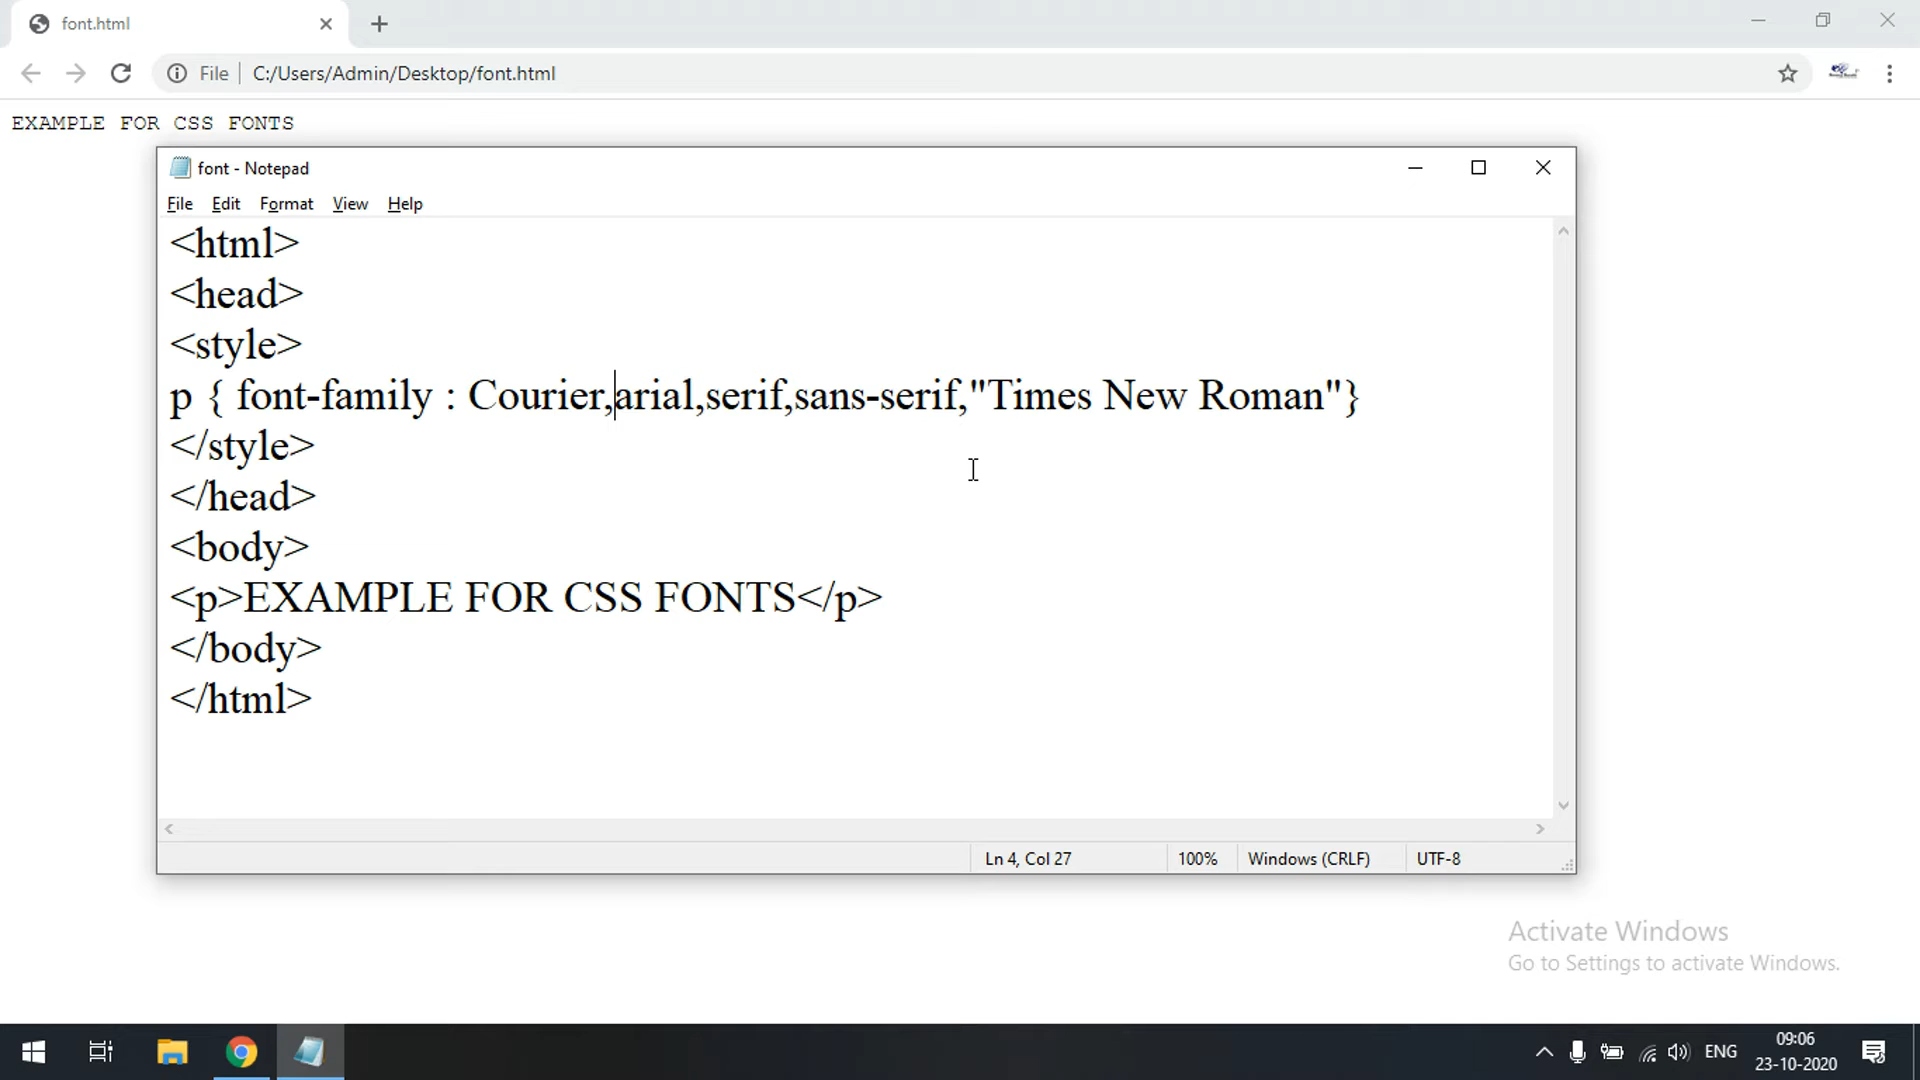 font.html
File
C:/Users/Admin/Desktop/font.html
EXAMPLE FOR CSS FONTS
font - Notepad
File Edit Format View Help
<html>
<head>
<style>
p { font-family : Courier,arial,serif,sans-serif,"Times New Roman"}
</style>
</head>
<body>
<p>EXAMPLE FOR CSS FONTS</p>
</body>
</html>
Ln 4, Col 27
100%
Windows (CRLF)
UTF-8
Activate Windows
Go to Settings to activate Windows.
ENG
09:06
23-10-2020